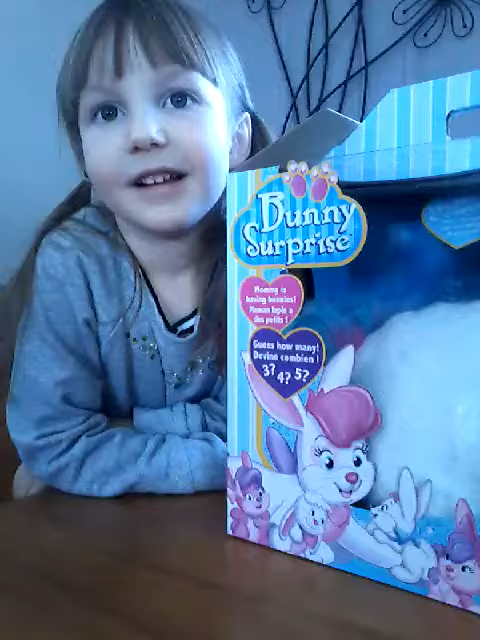 Bunny
Surprise
Mommy is
having bunnies!
Maman lapin a
des petits !
Guess how many!
Devine combien !
3? 4? 5?